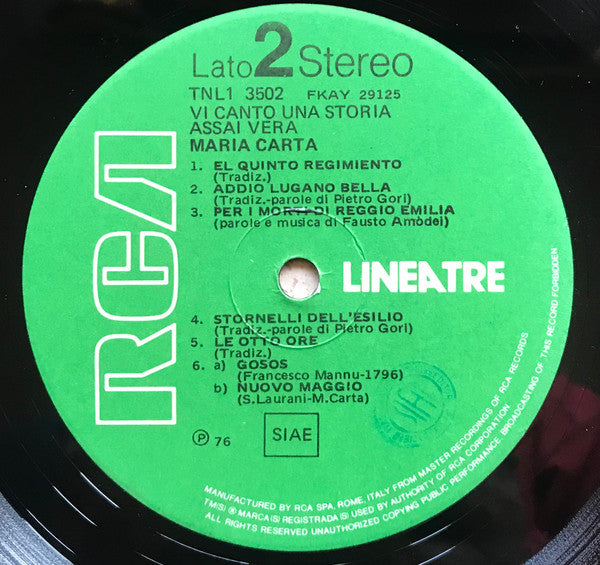 Lato 2 Stereo
TNL1 3502 FKAY 29125
VI CANTO UNA STORIA
ASSAI VERA
MARIA CARTA
1. EL QUINTO REGIMIENTO
(Tradiz.)
2. ADDIO LUGANO BELLA
(Tradiz.-parole di Pietro Gori)
3. PER I MORTI DI REGGIO EMILIA
(parole e musica di Fausto Amòdei)
RCA
LINEATRE
4. STORNELLI DELL'ESILIO
(Tradiz.-parole di Pietro Gori)
5. LE OTTO ORE
(Tradiz.)
6. a) GOSOS
(Francesco Mannu-1796)
b) NUOVO MAGGIO
(S.Laurani-M.Carta)
Ⓟ 76 SIAE
MANUFACTURED BY RCA SPA, ROME, ITALY FROM MASTER RECORDINGS OF RCA RECORDS
TM(S) ® MARCA(S) REGISTRADA(S) USED BY AUTHORITY OF RCA CORPORATION
ALL RIGHTS RESERVED UNAUTHORIZED COPYING PUBLIC PERFORMANCE, BROADCASTING OF THIS RECORD FORBIDDEN